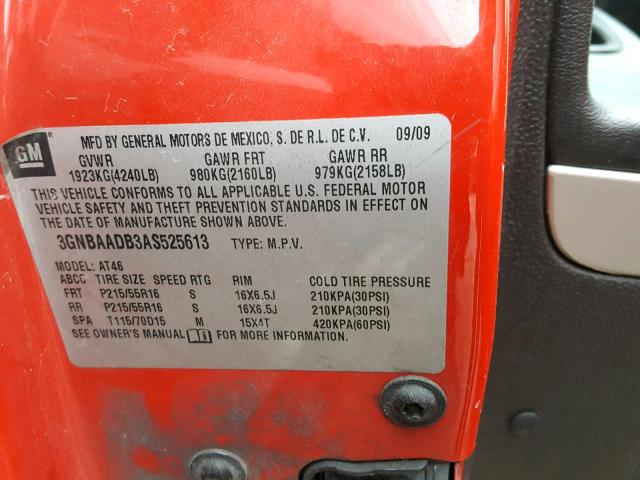 GM
MFD BY GENERAL MOTORS DE MEXICO, S. DE R.L. DE C.V. 09/09
GVWR GAWR FRT GAWR RR
1923KG(4240LB) 980KG(2160LB) 979KG(2158LB)
THIS VEHICLE CONFORMS TO ALL APPLICABLE U.S. FEDERAL MOTOR
VEHICLE SAFETY AND THEFT PREVENTION STANDARDS IN EFFECT ON
THE DATE OF MANUFACTURE SHOWN ABOVE.
3GNBAADB3AS525613 TYPE: M.P.V.
MODEL: AT46
ABCC TIRE SIZE SPEED RTG RIM COLD TIRE PRESSURE
FRT P215/55R16 S 16X6.5J 210KPA(30PSI)
RR P215/55R16 S 16X6.5J 210KPA(30PSI)
SPA T115/70D15 M 15X4T 420KPA(60PSI)
SEE OWNER'S MANUAL FOR MORE INFORMATION.